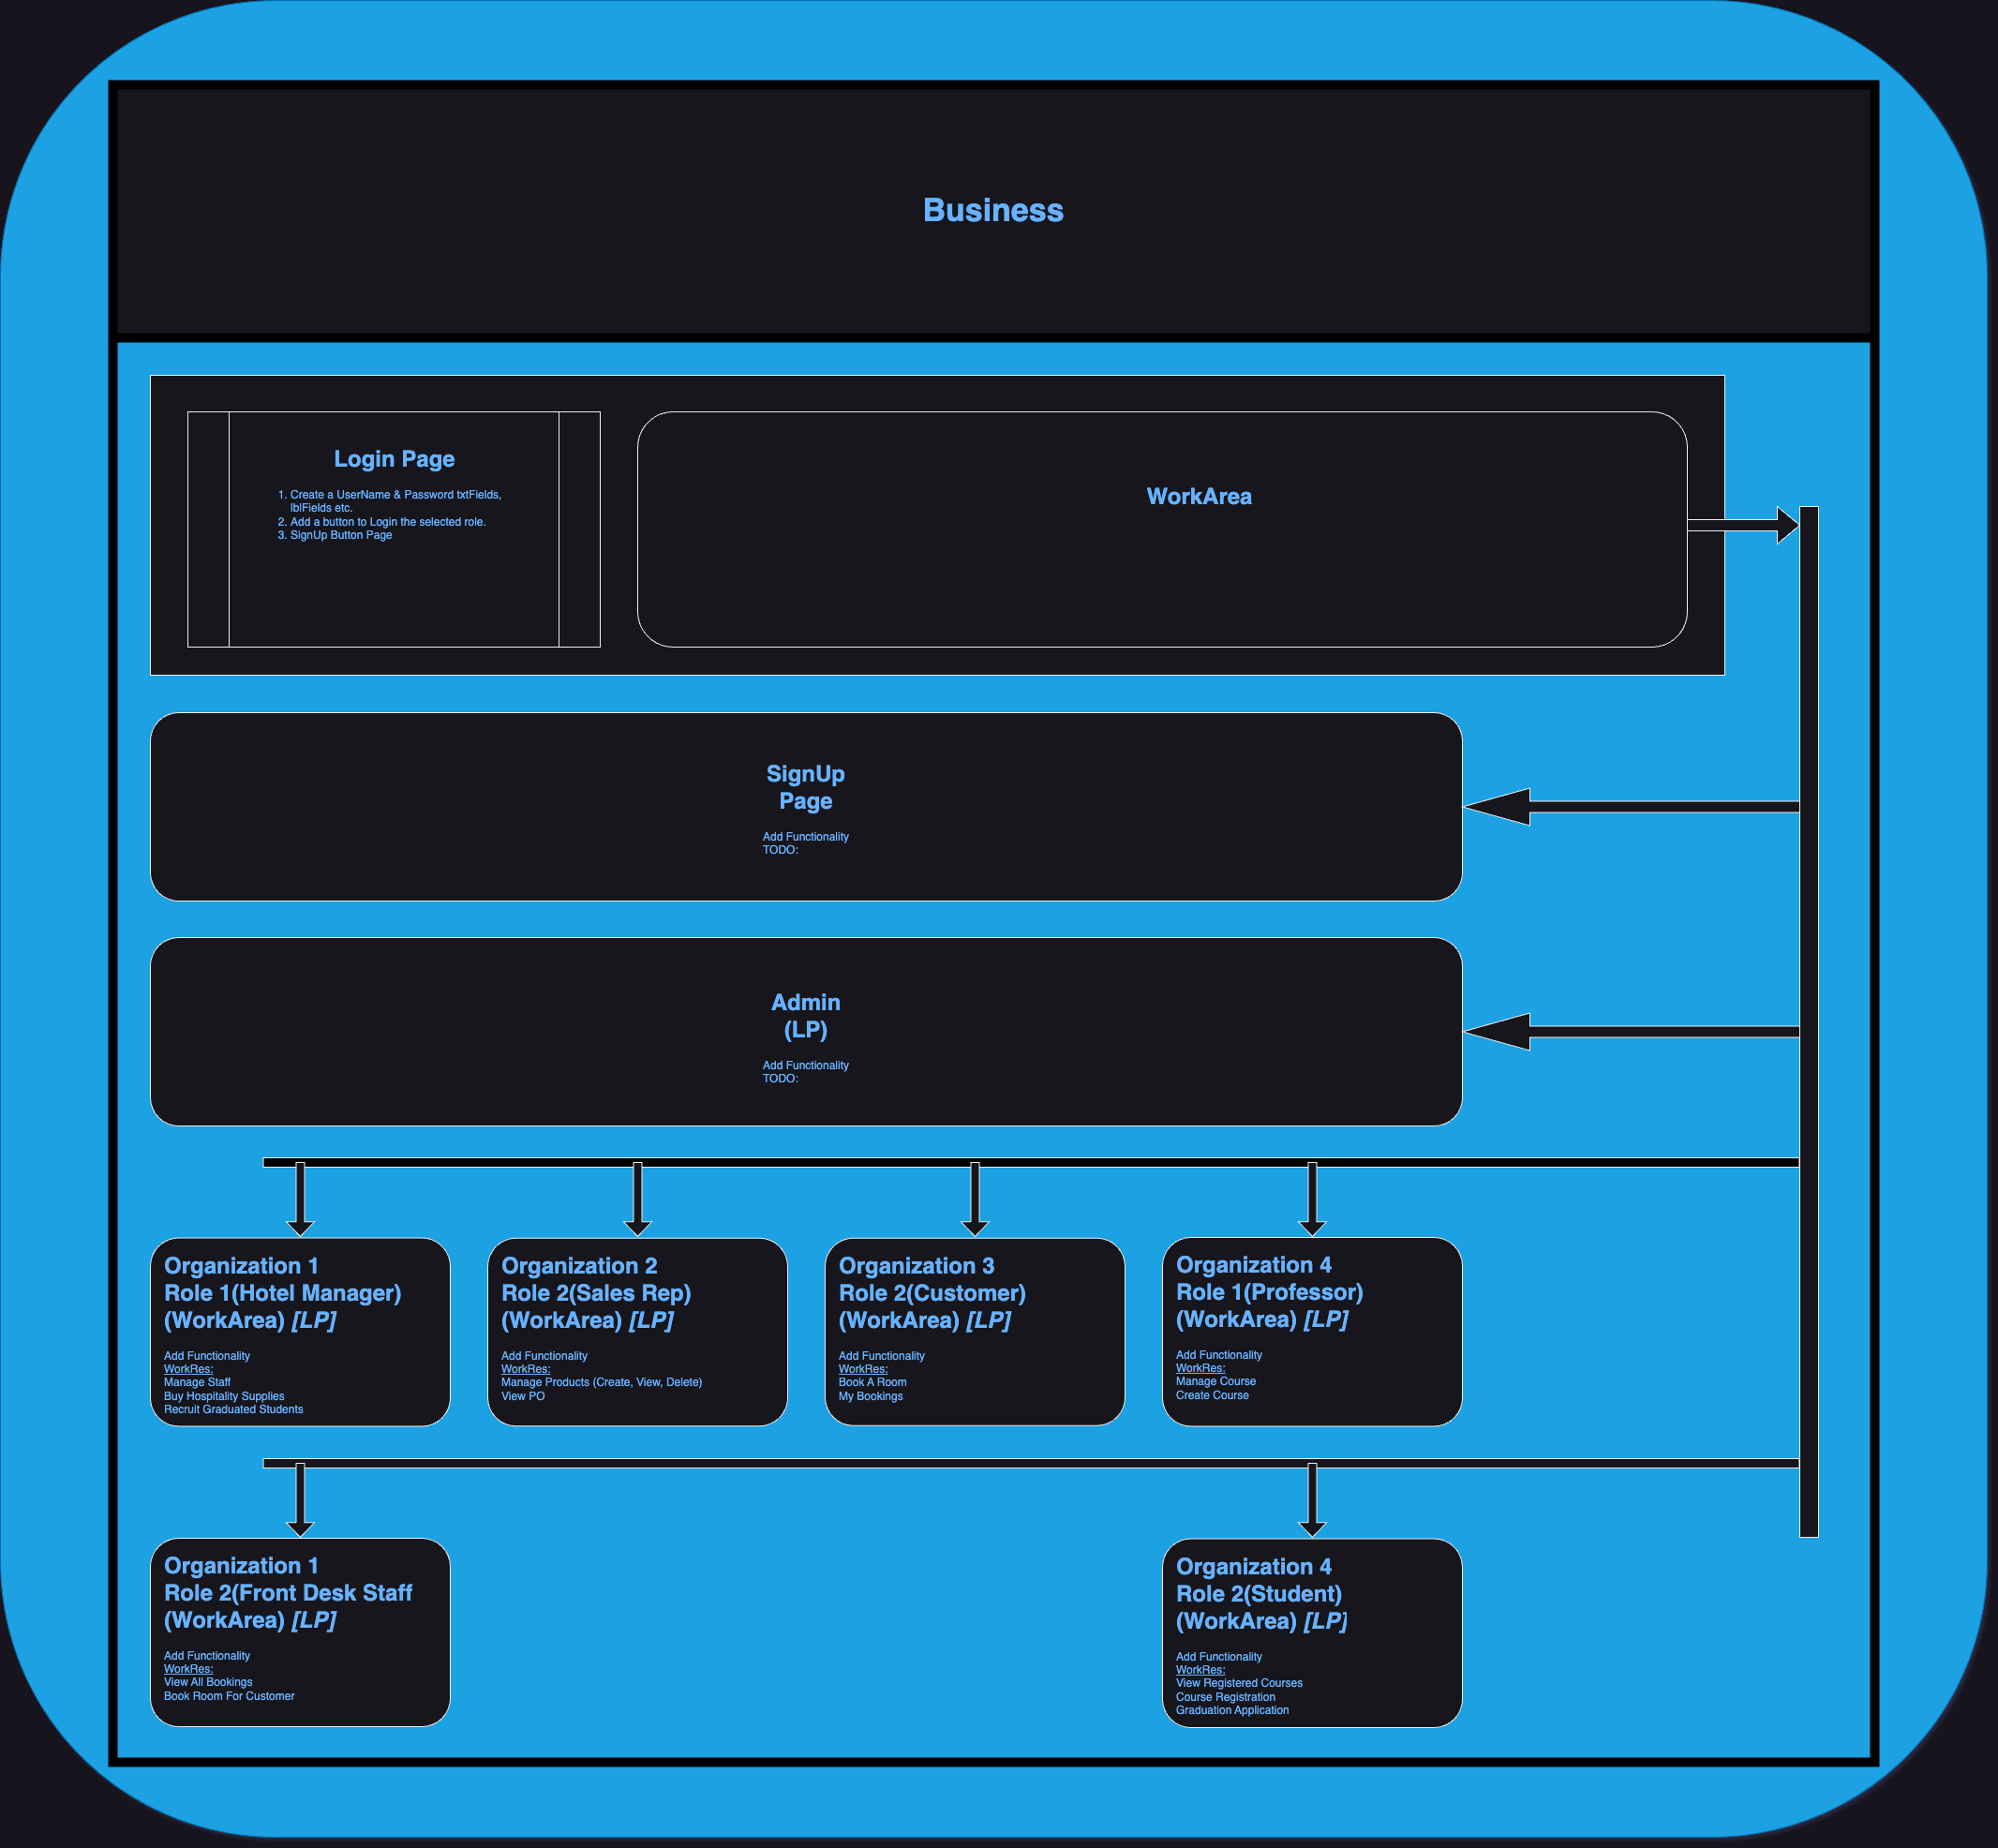 Business
Login Page
1. Create a UserName & Password txtFields,
lblFields etc.
2. Add a button to Login the selected role.
3. SignUp Button Page
WorkArea
SignUp
Page
Add Functionality
TODO:
Admin
(LP)
Add Functionality
TODO:
Organization 1
Role 1(Hotel Manager)
(WorkArea) [LP]
Add Functionality
WorkRes:
Manage Staff
Buy Hospitality Supplies
Recruit Graduated Students
Organization 2
Role 2(Sales Rep)
(WorkArea) [LP]
Add Functionality
WorkRes:
Manage Products (Create, View, Delete)
View PO
Organization 3
Role 2(Customer)
(WorkArea) [LP]
Add Functionality
WorkRes:
Book A Room
My Bookings
Organization 4
Role 1(Professor)
(WorkArea) [LP]
Add Functionality
WorkRes:
Manage Course
Create Course
Organization 1
Role 2(Front Desk Staff
(WorkArea) [LP]
Add Functionality
WorkRes:
View All Bookings
Book Room For Customer
Organization 4
Role 2(Student)
(WorkArea) [LP]
Add Functionality
WorkRes:
View Registered Courses
Course Registration
Graduation Application